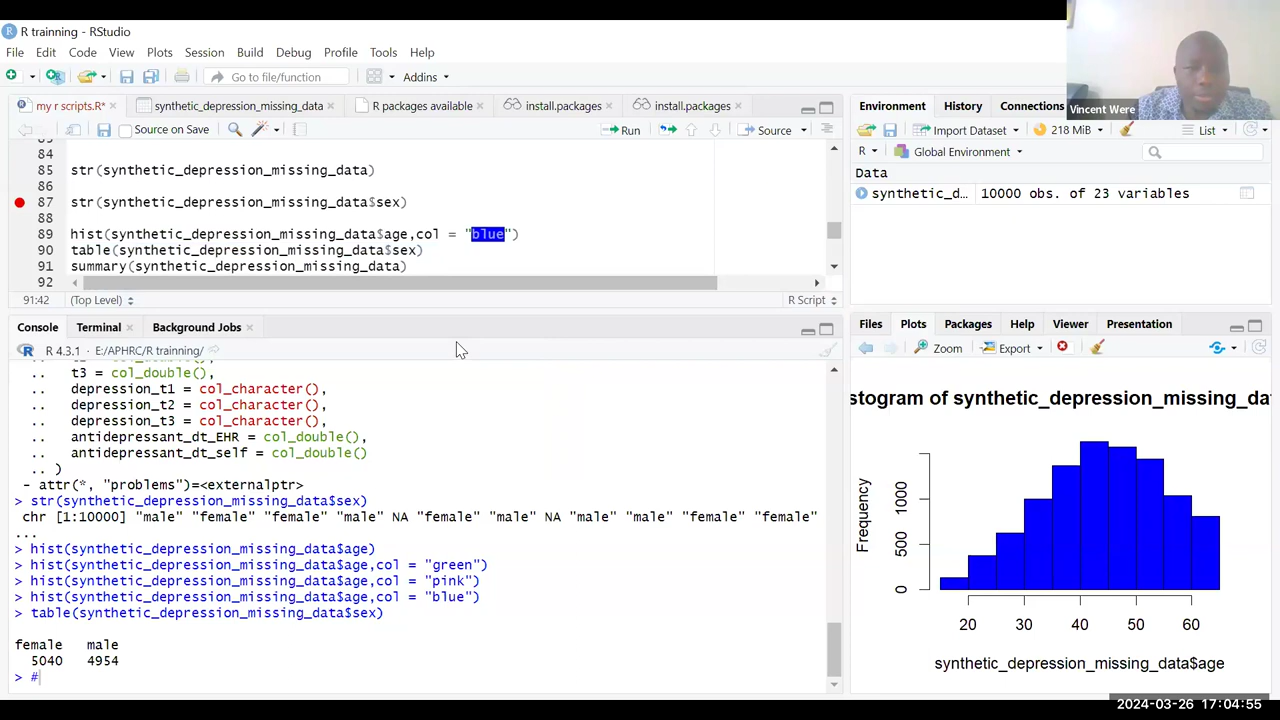 R trainning - RStudio
File Edit Code View Plots Session Build Debug Profile Tools Help
Go to file/function
Addins
my r scripts.R*
synthetic_depression_missing_data
R packages available
install.packages
install.packages
Source on Save
Run
Source
84
85 str(synthetic_depression_missing_data)
86
87 str(synthetic_depression_missing_data$sex)
88
89 hist(synthetic_depression_missing_data$age,col = "blue")
90 table(synthetic_depression_missing_data$sex)
91 summary(synthetic_depression_missing_data)
92
91:42 (Top Level) R Script
Console Terminal Background Jobs
R 4.3.1 · E:/APHRC/R trainning/
.. t3 = col_double(),
.. depression_t1 = col_character(),
.. depression_t2 = col_character(),
.. depression_t3 = col_character(),
.. antidepressant_dt_EHR = col_double(),
.. antidepressant_dt_self = col_double()
.. )
- attr(*, "problems")=<externalptr>
> str(synthetic_depression_missing_data$sex)
chr [1:10000] "male" "female" "female" "male" NA "female" "male" NA "male" "male" "female" "female"
...
> hist(synthetic_depression_missing_data$age)
> hist(synthetic_depression_missing_data$age,col = "green")
> hist(synthetic_depression_missing_data$age,col = "pink")
> hist(synthetic_depression_missing_data$age,col = "blue")
> table(synthetic_depression_missing_data$sex)
female male
5040 4954
> #
Vincent Were
Environment History Connections
Import Dataset 218 MiB List
R Global Environment
Data
synthetic_d... 10000 obs. of 23 variables
Files Plots Packages Help Viewer Presentation
Zoom Export
stogram of synthetic_depression_missing_da
Frequency
1000
500
0
20 30 40 50 60
synthetic_depression_missing_data$age
2024-03-26 17:04:55